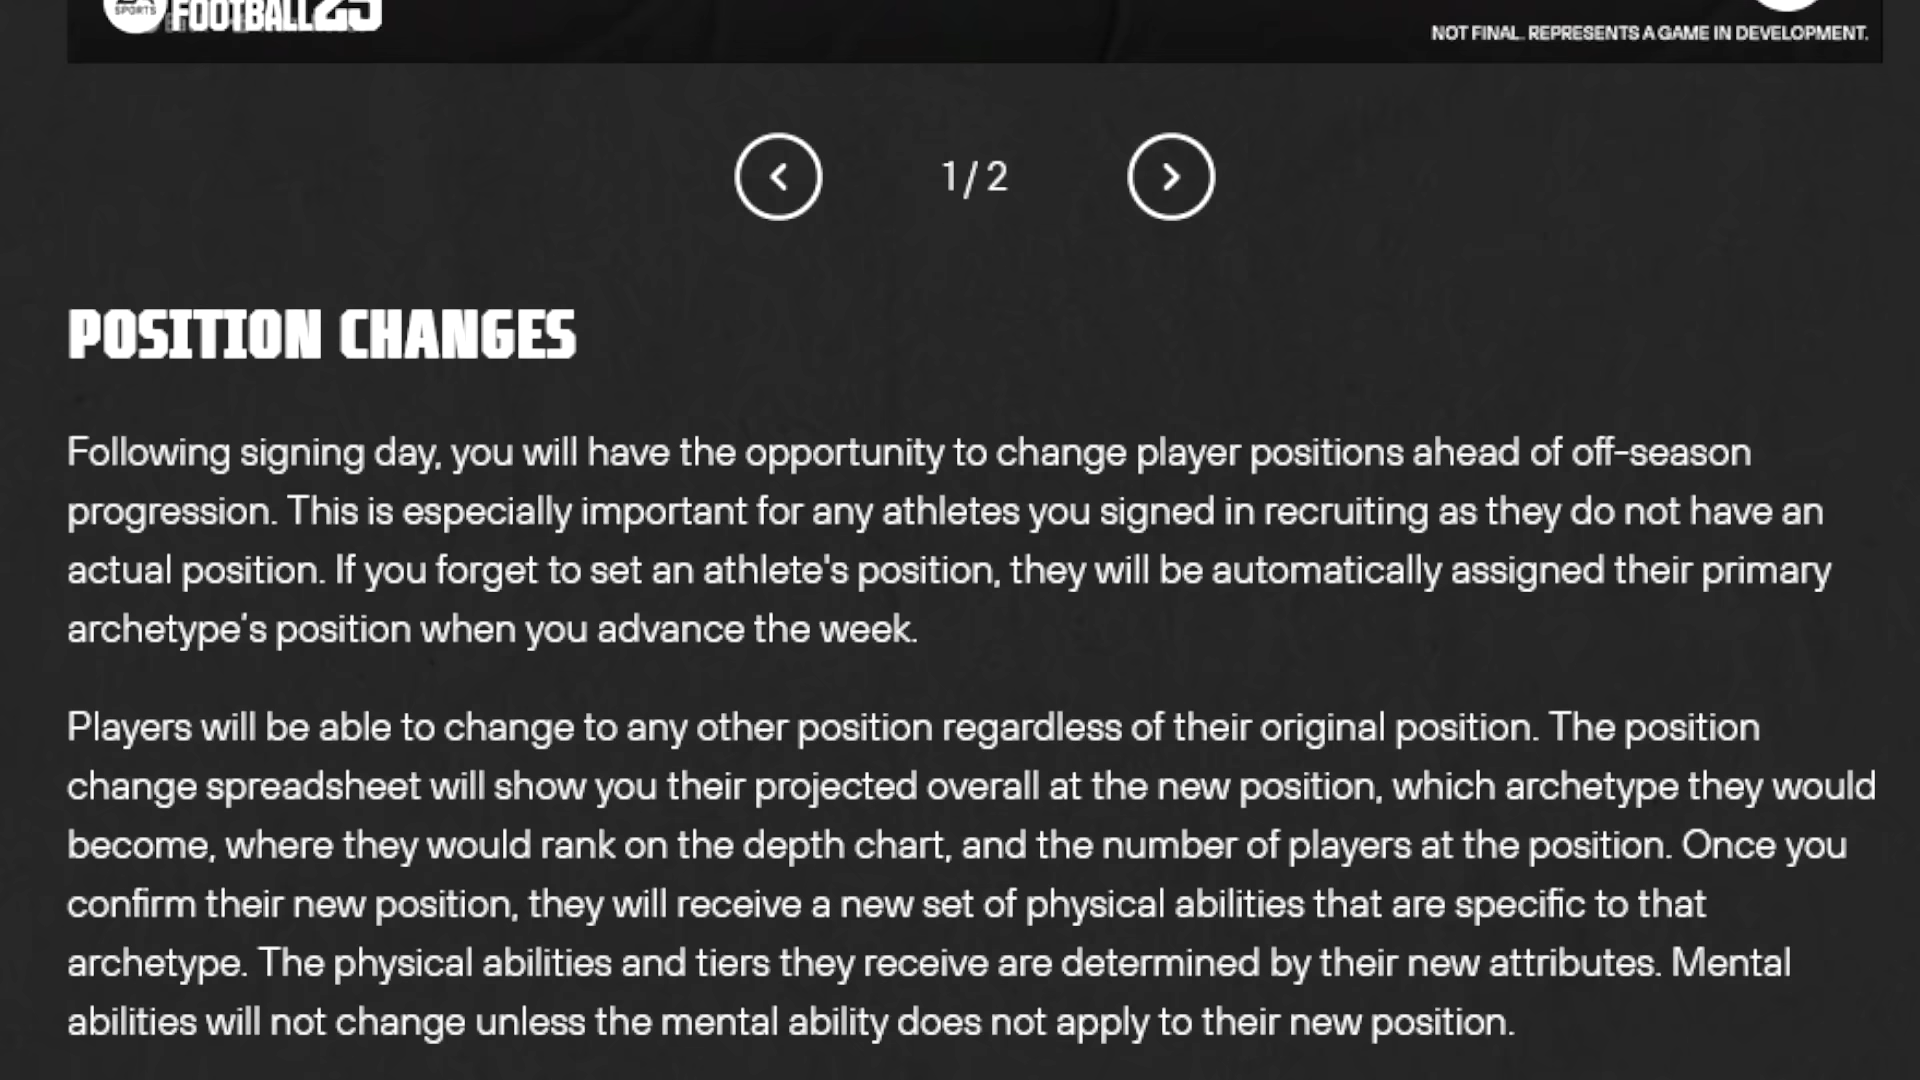 SPORTS
FOOTBALL 25
NOT FINAL. REPRESENTS A GAME IN DEVELOPMENT.
1/2
POSITION CHANGES
Following signing day, you will have the opportunity to change player positions ahead of off-season
progression. This is especially important for any athletes you signed in recruiting as they do not have an
actual position. If you forget to set an athlete's position, they will be automatically assigned their primary
archetype's position when you advance the week.
Players will be able to change to any other position regardless of their original position. The position
change spreadsheet will show you their projected overall at the new position, which archetype they would
become, where they would rank on the depth chart, and the number of players at the position. Once you
confirm their new position, they will receive a new set of physical abilities that are specific to that
archetype. The physical abilities and tiers they receive are determined by their new attributes. Mental
abilities will not change unless the mental ability does not apply to their new position.